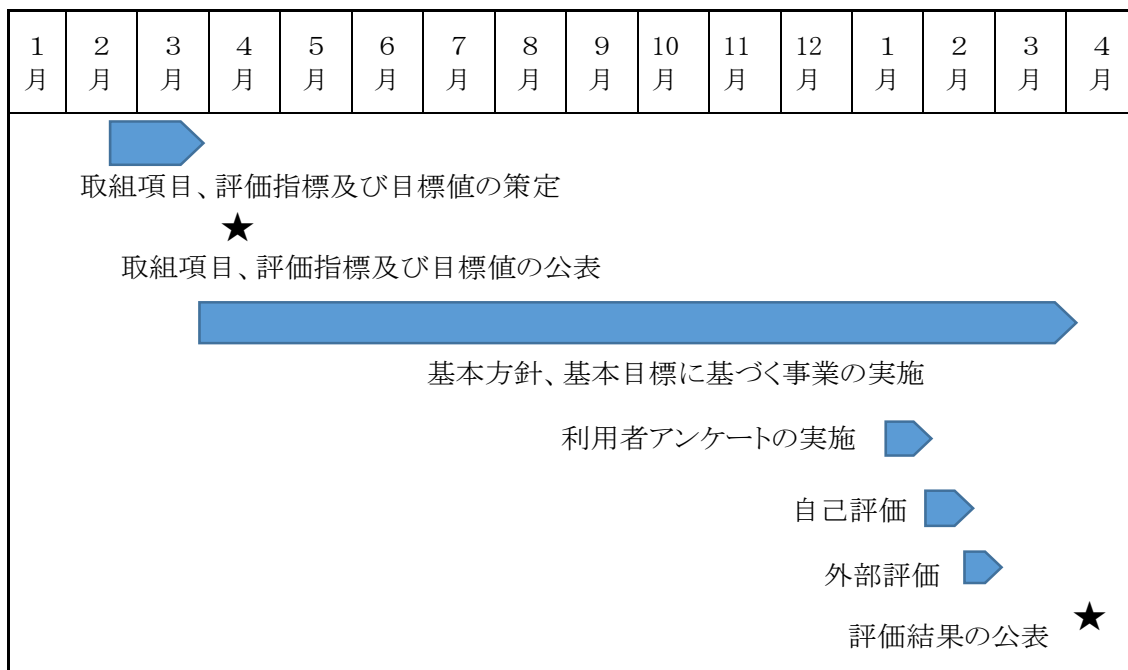 1月 2月 3月 4月 5月 6月 7月 8月 9月 10月 11月 12月 1月 2月 3月 4月
取組項目、評価指標及び目標値の策定
★
取組項目、評価指標及び目標値の公表
基本方針、基本目標に基づく事業の実施
利用者アンケートの実施
自己評価
外部評価
評価結果の公表 ★